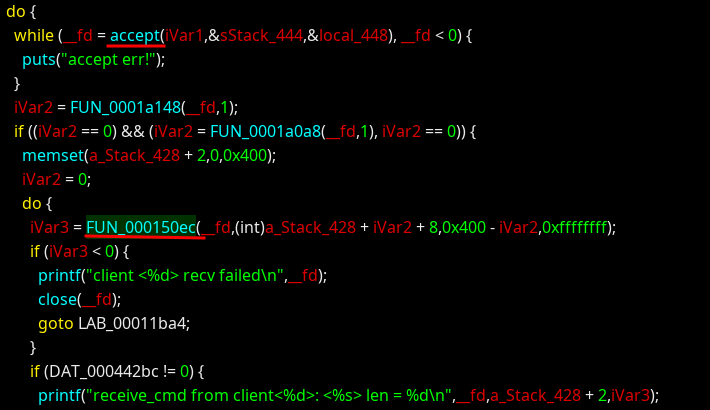 do {
while (__fd = accept(iVar1,&sStack_444,&local_448), __fd < 0) {
puts("accept err!");
}
iVar2 = FUN_0001a148(__fd,1);
if ((iVar2 == 0) && (iVar2 = FUN_0001a0a8(__fd,1), iVar2 == 0)) {
memset(a_Stack_428 + 2,0,0x400);
iVar2 = 0;
do {
iVar3 = FUN_000150ec(__fd,(int)a_Stack_428 + iVar2 + 8,0x400 - iVar2,0xffffffff);
if (iVar3 < 0) {
printf("client <%d> recv failed\n",__fd);
close(__fd);
goto LAB_00011ba4;
}
if (DAT_000442bc != 0) {
printf("receive_cmd from client<%d>: <%s> len = %d\n",__fd,a_Stack_428 + 2,iVar3);